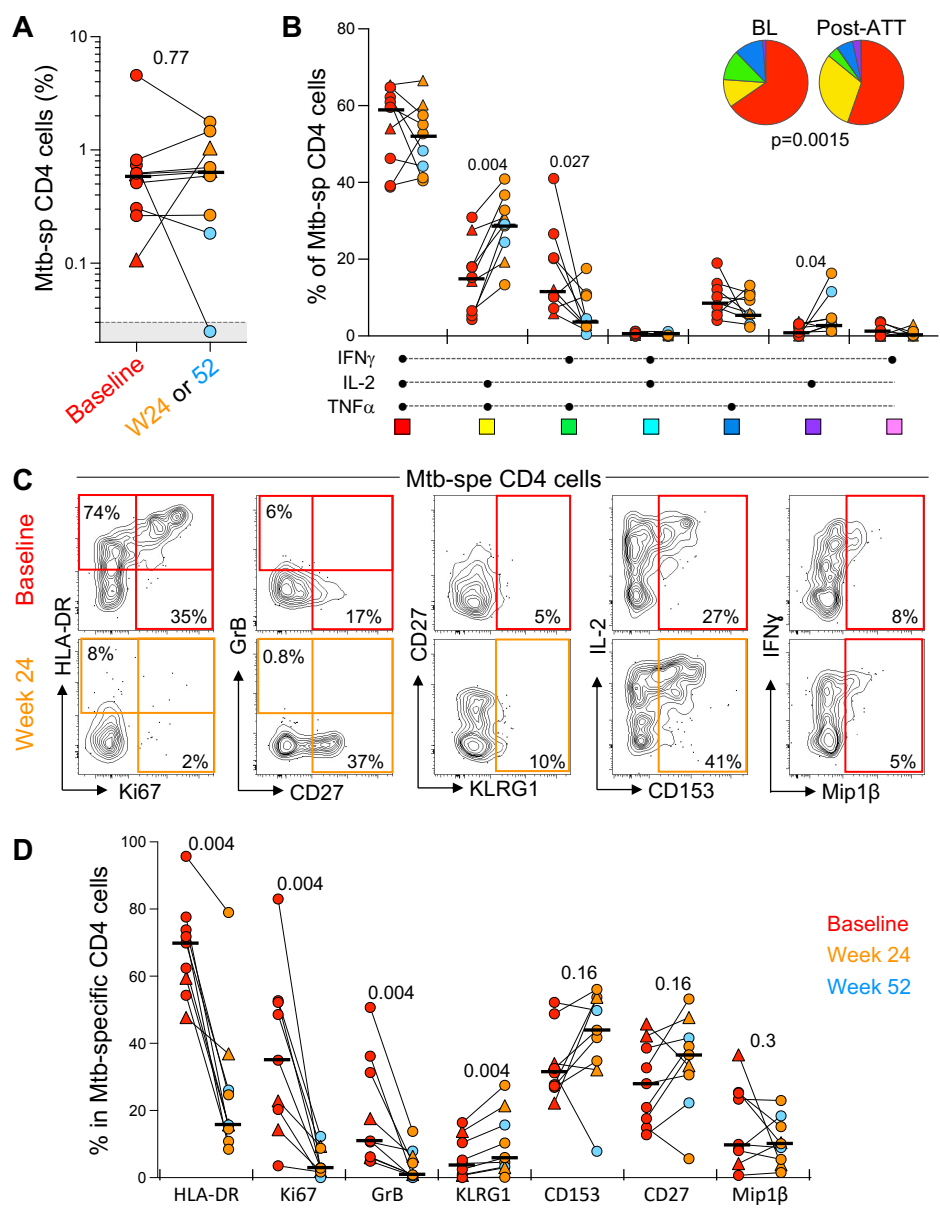 A
10
1
0.1
Mtb-sp CD4 cells (%)
0.77
Baseline
W24 or 52
B
80
60
40
20
0
% of Mtb-sp CD4 cells
0.004
0.027
0.04
BL
Post-ATT
p=0.0015
IFNγ
IL-2
TNFα
C
Mtb-spe CD4 cells
Baseline
74%
35%
6%
17%
5%
27%
8%
HLA-DR
GrB
CD27
IL-2
IFNγ
Week 24
8%
2%
0.8%
37%
10%
41%
5%
Ki67
CD27
KLRG1
CD153
Mip1β
D
100
80
60
40
20
0
% in Mtb-specific CD4 cells
0.004
0.004
0.004
0.004
0.16
0.16
0.3
Baseline
Week 24
Week 52
HLA-DR
Ki67
GrB
KLRG1
CD153
CD27
Mip1β